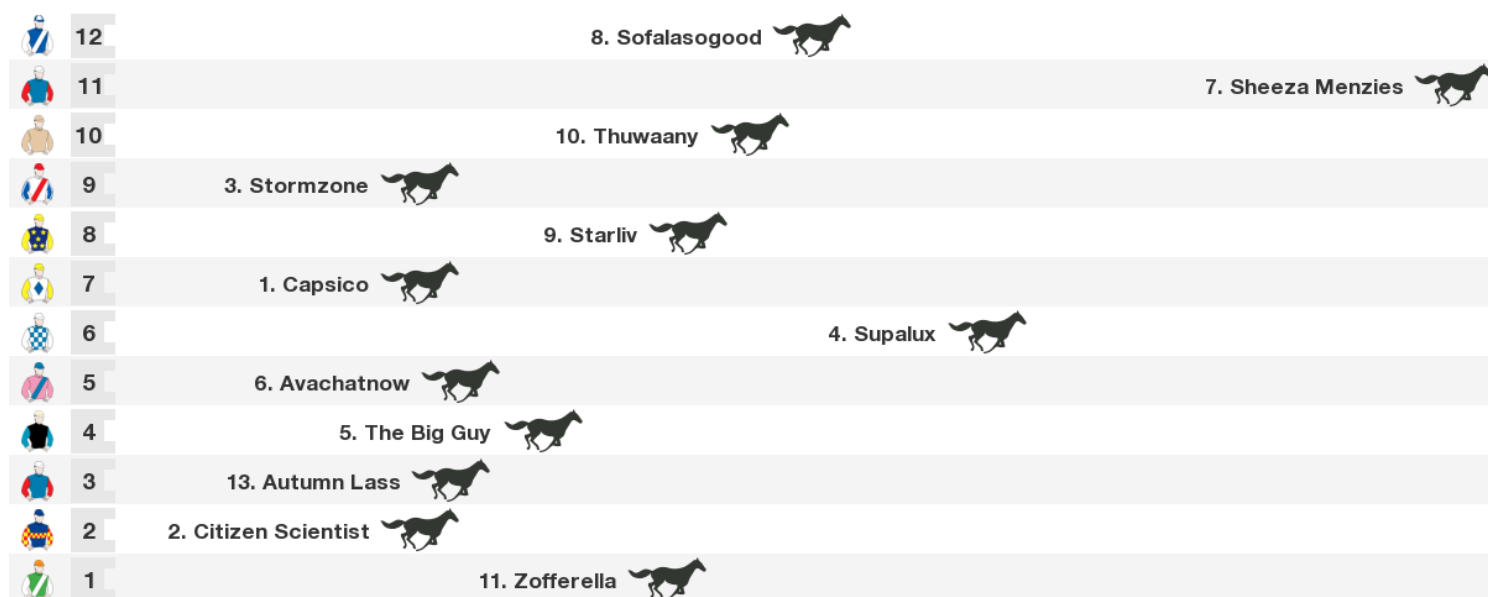 12 8. Sofalasogood
11 7. Sheeza Menzies
10 10. Thuwaany
9 3. Stormzone
8 9. Starliv
7 1. Capsico
6 4. Supalux
5 6. Avachatnow
4 5. The Big Guy
3 13. Autumn Lass
2 2. Citizen Scientist
1 11. Zofferella